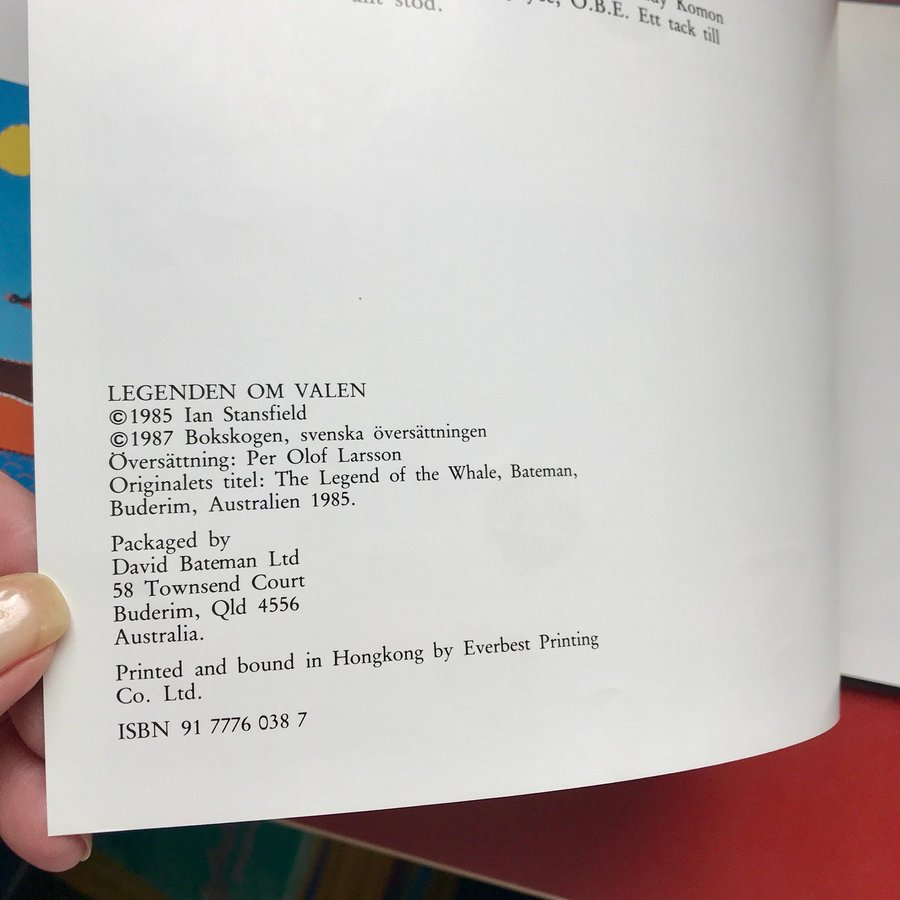 Komon
stöd.
O.B.E. Ett tack till
LEGENDEN OM VALEN
©1985 Ian Stansfield
©1987 Bokskogen, svenska översättningen
Översättning: Per Olof Larsson
Originalets titel: The Legend of the Whale, Bateman,
Buderim, Australien 1985.
Packaged by
David Bateman Ltd
58 Townsend Court
Buderim, Qld 4556
Australia.
Printed and bound in Hongkong by Everbest Printing
Co. Ltd.
ISBN 91 7776 038 7